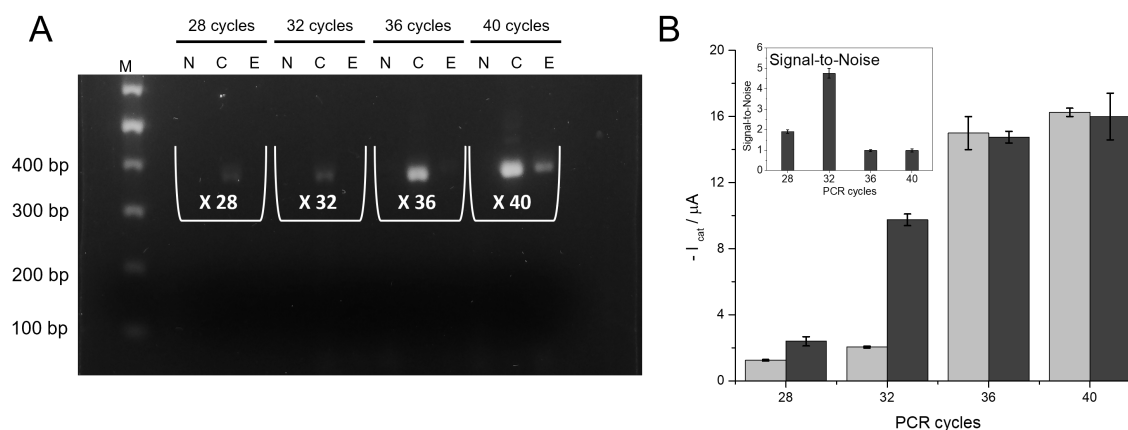 A
28 cycles 32 cycles 36 cycles 40 cycles
M N C E N C E N C E N C E
400 bp
300 bp
200 bp
100 bp
X 28 X 32 X 36 X 40
B
- I cat / μA
20
16
12
8
4
0
28 32 36 40
PCR cycles
Signal-to-Noise
Signal-to-Noise
6
5
4
3
2
1
0
28 32 36 40
PCR cycles